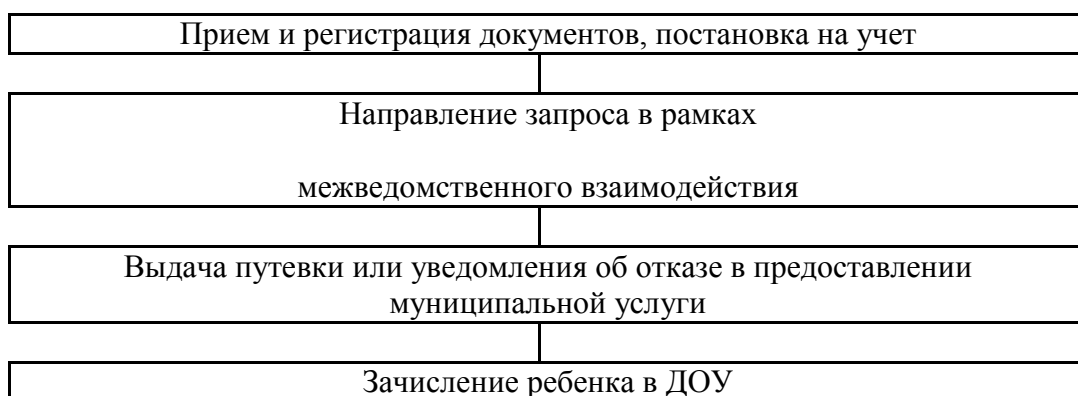 Прием и регистрация документов, постановка на учет
Направление запроса в рамках
межведомственного взаимодействия
Выдача путевки или уведомления об отказе в предоставлении
муниципальной услуги
Зачисление ребенка в ДОУ